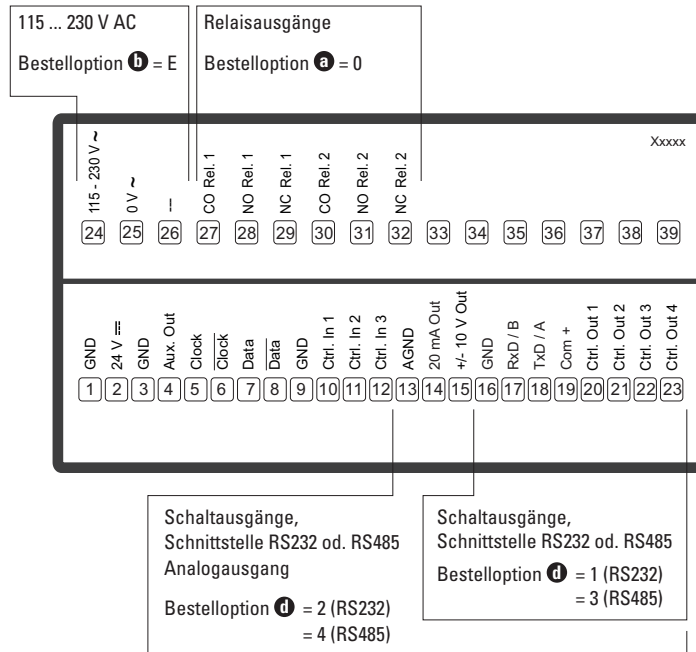 115 ... 230 V AC
Bestelloption b = E
Relaisausgänge
Bestelloption a = 0
Xxxxx
115 - 230 V ~
0 V ~
---
CO Rel. 1
NO Rel. 1
NC Rel. 1
CO Rel. 2
NO Rel. 2
NC Rel. 2
24 25 26 27 28 29 30 31 32 33 34 35 36 37 38 39
GND
24 V ⎓
GND
Aux. Out
Clock
Clock
Data
Data
GND
Ctrl. In 1
Ctrl. In 2
Ctrl. In 3
AGND
20 mA Out
+/- 10 V Out
GND
RxD / B
TxD / A
Com +
Ctrl. Out 1
Ctrl. Out 2
Ctrl. Out 3
Ctrl. Out 4
1 2 3 4 5 6 7 8 9 10 11 12 13 14 15 16 17 18 19 20 21 22 23
Schaltausgänge,
Schnittstelle RS232 od. RS485
Analogausgang
Bestelloption d = 2 (RS232)
= 4 (RS485)
Schaltausgänge,
Schnittstelle RS232 od. RS485
Bestelloption d = 1 (RS232)
= 3 (RS485)